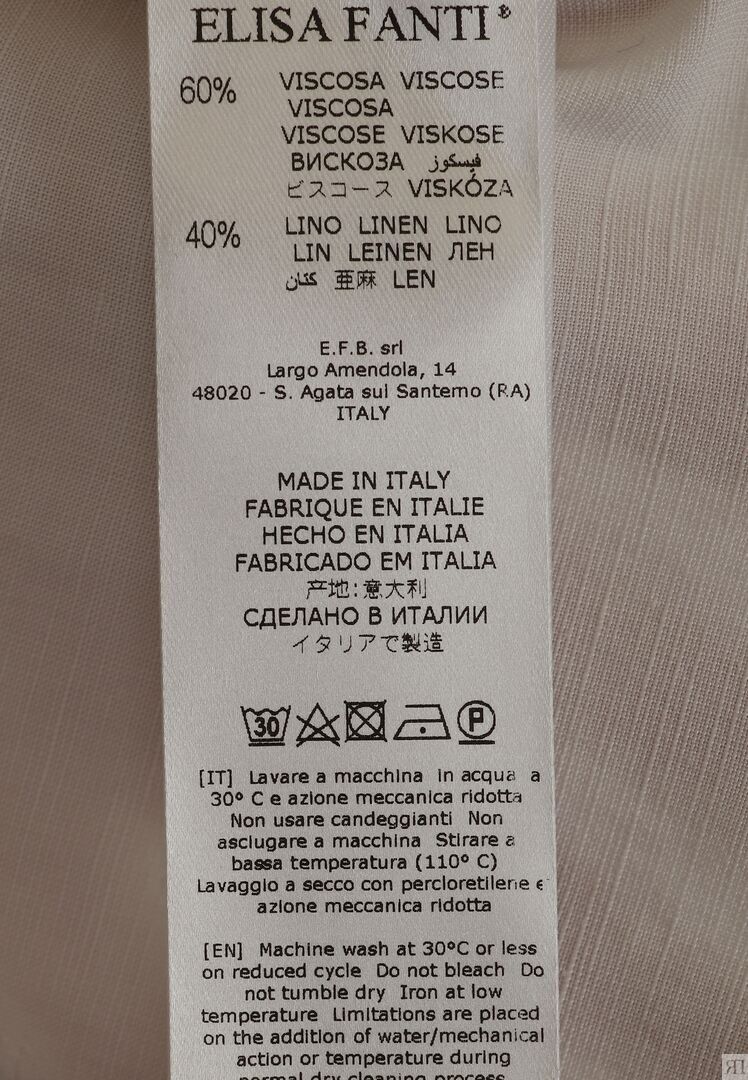 ELISA FANTI®
60% VISCOSA VISCOSE
VISCOSA
VISCOSE VISKOSE
ВИСКОЗА فيسكوز
ビスコース VISKÓZA
40% LINO LINEN LINO
LIN LEINEN ЛЕН
كتان 亜麻 LEN
E.F.B. srl
Largo Amendola, 14
48020 - S. Agata sul Santerno (RA)
ITALY
MADE IN ITALY
FABRIQUE EN ITALIE
HECHO EN ITALIA
FABRICADO EM ITALIA
产地:意大利
СДЕЛАНО В ИТАЛИИ
イタリアで製造
30 P
[IT] Lavare a macchina in acqua a
30° C e azione meccanica ridotta
Non usare candeggianti Non
asciugare a macchina Stirare a
bassa temperatura (110° C)
Lavaggio a secco con percloretilene e
azione meccanica ridotta
[EN] Machine wash at 30°C or less
on reduced cycle Do not bleach Do
not tumble dry Iron at low
temperature Limitations are placed
on the addition of water/mechanical
action or temperature during
normal dry cleaning process